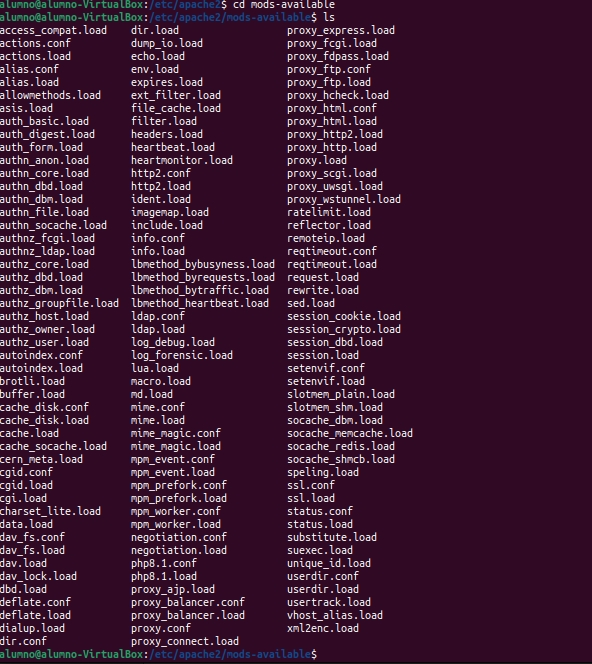 alumno@alumno-VirtualBox:/etc/apache2$ cd mods-available
alumno@alumno-VirtualBox:/etc/apache2/mods-available$ ls
access_compat.load dir.load proxy_express.load
actions.conf dump_io.load proxy_fcgi.load
actions.load echo.load proxy_fdpass.load
alias.conf env.load proxy_ftp.conf
alias.load expires.load proxy_ftp.load
allowmethods.load ext_filter.load proxy_hcheck.load
asis.load file_cache.load proxy_html.conf
auth_basic.load filter.load proxy_html.load
auth_digest.load headers.load proxy_http2.load
auth_form.load heartbeat.load proxy_http.load
authn_anon.load heartmonitor.load proxy.load
authn_core.load http2.conf proxy_scgi.load
authn_dbd.load http2.load proxy_uwsgi.load
authn_dbm.load ident.load proxy_wstunnel.load
authn_file.load imagemap.load ratelimit.load
authn_socache.load include.load reflector.load
authnz_fcgi.load info.conf remoteip.load
authnz_ldap.load info.load reqtimeout.conf
authz_core.load lbmethod_bybusyness.load reqtimeout.load
authz_dbd.load lbmethod_byrequests.load request.load
authz_dbm.load lbmethod_bytraffic.load rewrite.load
authz_groupfile.load lbmethod_heartbeat.load sed.load
authz_host.load ldap.conf session_cookie.load
authz_owner.load ldap.load session_crypto.load
authz_user.load log_debug.load session_dbd.load
autoindex.conf log_forensic.load session.load
autoindex.load lua.load setenvif.conf
brotli.load macro.load setenvif.load
buffer.load md.load slotmem_plain.load
cache_disk.conf mime.conf slotmem_shm.load
cache_disk.load mime.load socache_dbm.load
cache.load mime_magic.conf socache_memcache.load
cache_socache.load mime_magic.load socache_redis.load
cern_meta.load mpm_event.conf socache_shmcb.load
cgid.conf mpm_event.load speling.load
cgid.load mpm_prefork.conf ssl.conf
cgi.load mpm_prefork.load ssl.load
charset_lite.load mpm_worker.conf status.conf
data.load mpm_worker.load status.load
dav_fs.conf negotiation.conf substitute.load
dav_fs.load negotiation.load suexec.load
dav.load php8.1.conf unique_id.load
dav_lock.load php8.1.load userdir.conf
dbd.load proxy_ajp.load userdir.load
deflate.conf proxy_balancer.conf usertrack.load
deflate.load proxy_balancer.load vhost_alias.load
dialup.load proxy.conf xml2enc.load
dir.conf proxy_connect.load
alumno@alumno-VirtualBox:/etc/apache2/mods-available$